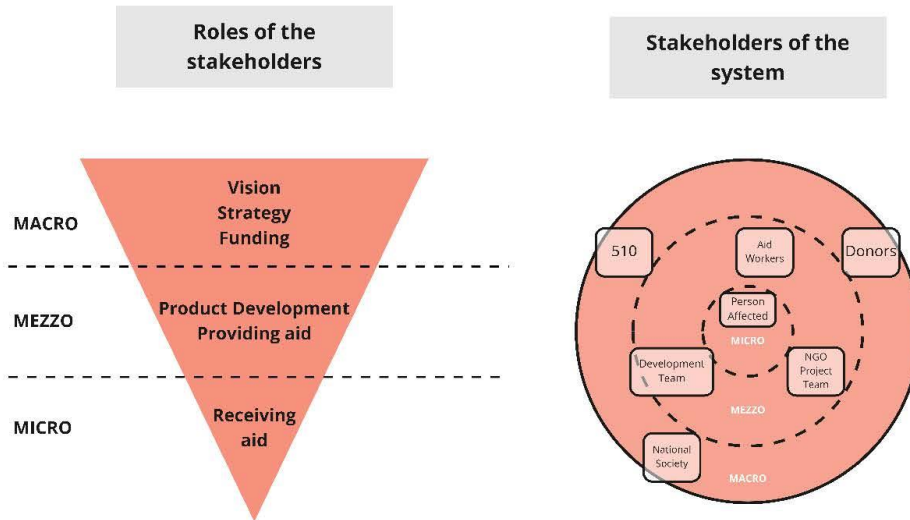 Roles of the
stakeholders
Stakeholders of the
system
MACRO
Vision
Strategy
Funding
MEZZO
Product Development
Providing aid
MICRO
Receiving
aid
510
Aid
Workers
Donors
Person
Affected
MICRO
Development
Team
NGO
Project
Team
MEZZO
National
Society
MACRO